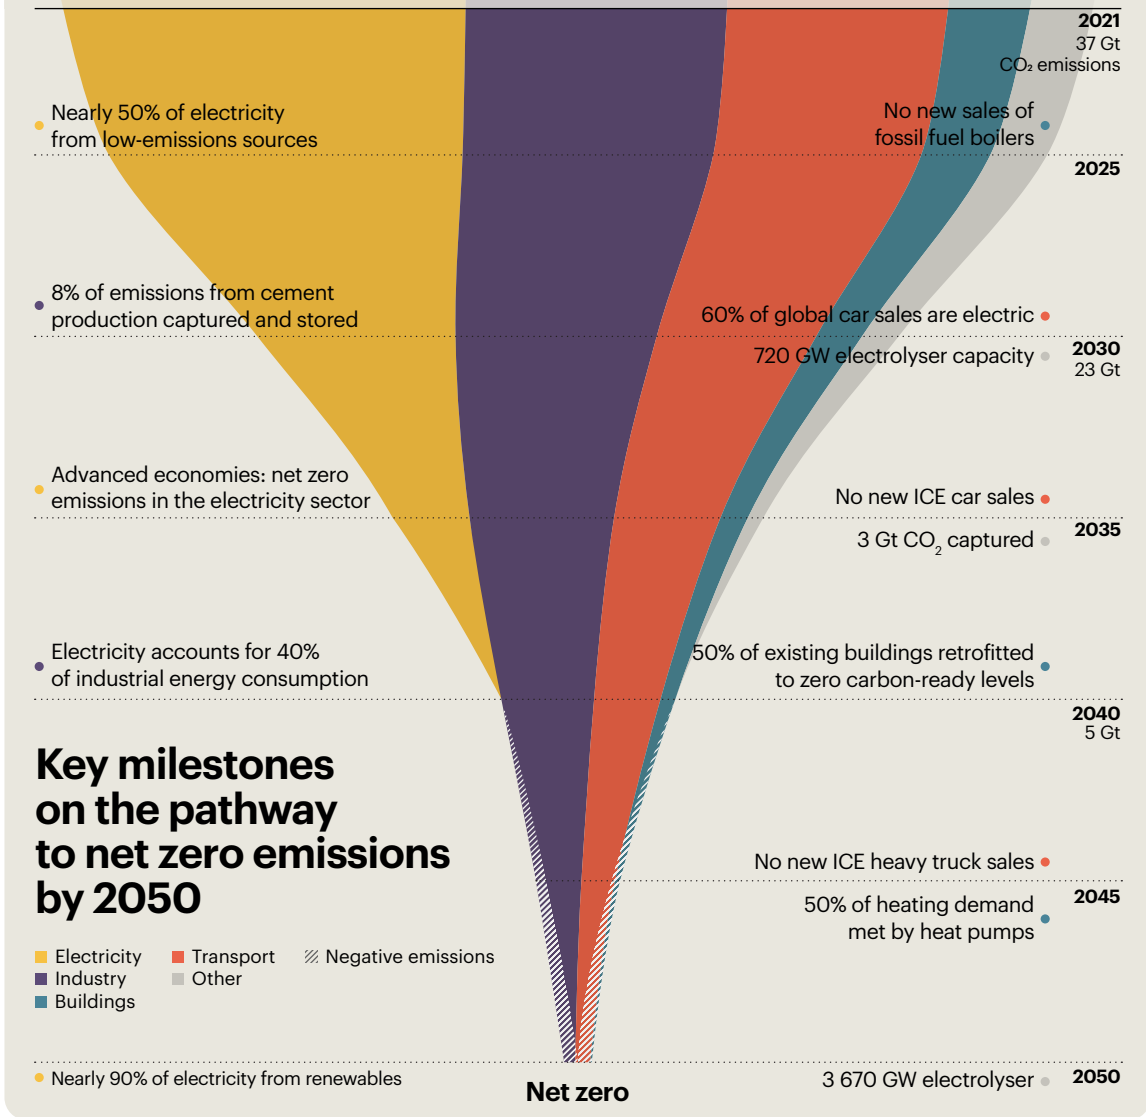 2021
37 Gt
CO₂ emissions
Nearly 50% of electricity
from low-emissions sources
No new sales of
fossil fuel boilers
2025
8% of emissions from cement
production captured and stored
60% of global car sales are electric
720 GW electrolyser capacity
2030
23 Gt
Advanced economies: net zero
emissions in the electricity sector
No new ICE car sales
2035
3 Gt CO₂ captured
Electricity accounts for 40%
of industrial energy consumption
50% of existing buildings retrofitted
to zero carbon-ready levels
2040
5 Gt
Key milestones
on the pathway
to net zero emissions
by 2050
No new ICE heavy truck sales
2045
50% of heating demand
met by heat pumps
Electricity Transport Negative emissions
Industry Other
Buildings
Nearly 90% of electricity from renewables
Net zero
3 670 GW electrolyser
2050